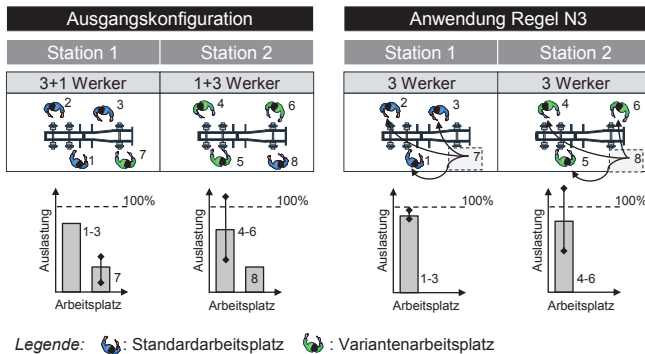 Ausgangskonfiguration
Anwendung Regel N3
Station 1
Station 2
Station 1
Station 2
3+1 Werker
1+3 Werker
3 Werker
3 Werker
2
3
1
7
4
6
5
8
2
3
1
7
4
6
5
8
Auslastung
100%
1-3
7
Arbeitsplatz
Auslastung
100%
4-6
8
Arbeitsplatz
Auslastung
100%
1-3
Arbeitsplatz
Auslastung
100%
4-6
Arbeitsplatz
Legende: : Standardarbeitsplatz : Variantenarbeitsplatz